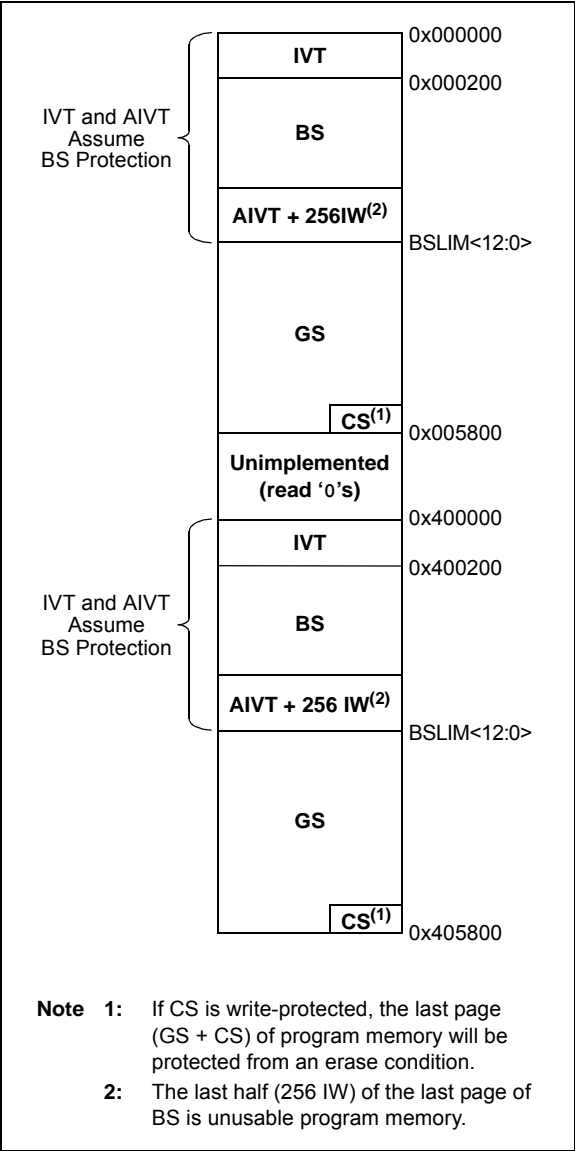 0x000000
IVT
0x000200
IVT and AIVT
Assume
BS Protection
BS
AIVT + 256IW(2)
BSLIM<12:0>
GS
CS(1)
0x005800
Unimplemented
(read ‘0’s)
0x400000
IVT
0x400200
IVT and AIVT
Assume
BS Protection
BS
AIVT + 256 IW(2)
BSLIM<12:0>
GS
CS(1)
0x405800
Note 1: If CS is write-protected, the last page
(GS + CS) of program memory will be
protected from an erase condition.
2: The last half (256 IW) of the last page of
BS is unusable program memory.